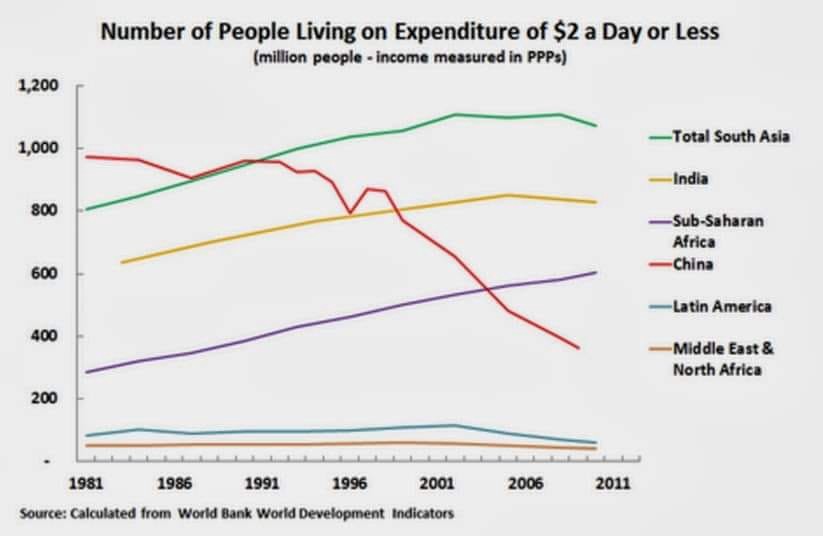 Number of People Living on Expenditure of $2 a Day or Less
(million people - income measured in PPPs)
1,200
1,000
800
600
400
200
-
1981 1986 1991 1996 2001 2006 2011
Total South Asia
India
Sub-Saharan
Africa
China
Latin America
Middle East &
North Africa
Source: Calculated from World Bank World Development Indicators